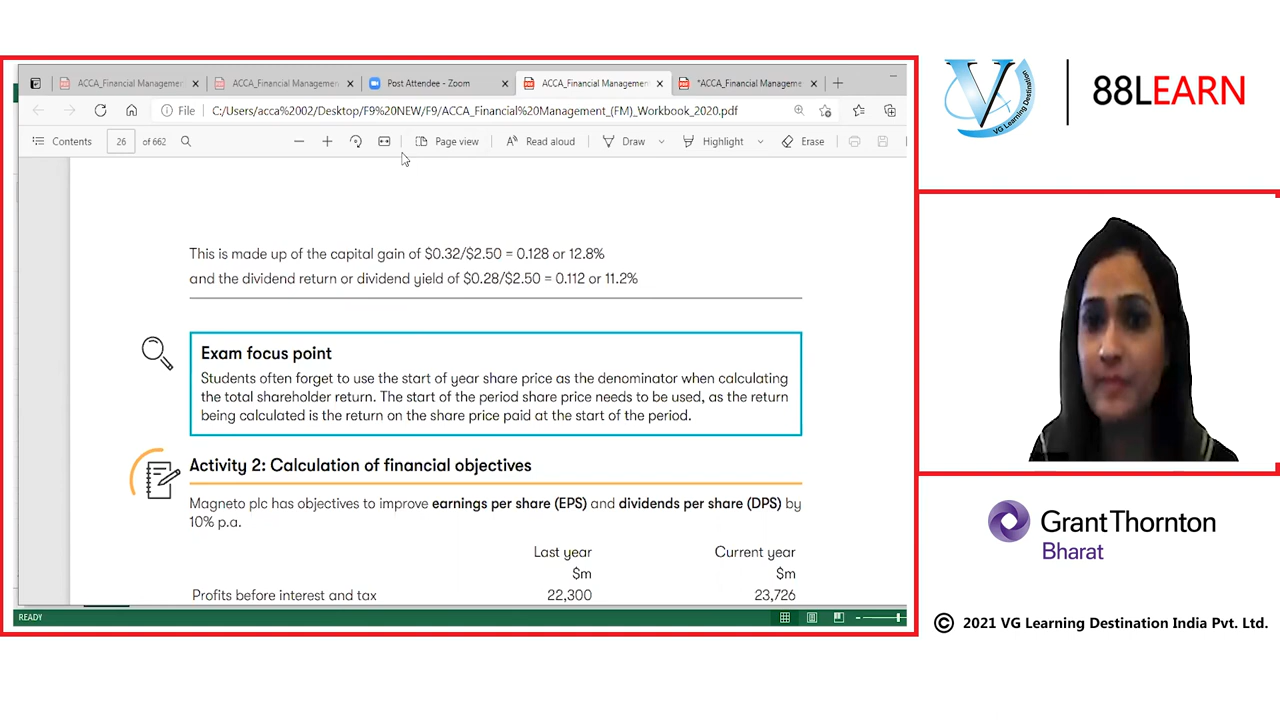 ACCA_Financial Management
ACCA_Financial Management
Post Attendee - Zoom
ACCA_Financial Management
*ACCA_Financial Manageme
File
C:/Users/acca%2002/Desktop/F9%20NEW/F9/ACCA_Financial%20Management_(FM)_Workbook_2020.pdf
Contents
26
of 662
Page view
Read aloud
Draw
Highlight
Erase
This is made up of the capital gain of $0.32/$2.50 = 0.128 or 12.8%
and the dividend return or dividend yield of $0.28/$2.50 = 0.112 or 11.2%
Exam focus point
Students often forget to use the start of year share price as the denominator when calculating
the total shareholder return. The start of the period share price needs to be used, as the return
being calculated is the return on the share price paid at the start of the period.
Activity 2: Calculation of financial objectives
Magneto plc has objectives to improve earnings per share (EPS) and dividends per share (DPS) by
10% p.a.
Last year Current year
$m $m
Profits before interest and tax 22,300 23,726
READY
V
VG Learning Destination
88LEARN
Grant Thornton
Bharat
© 2021 VG Learning Destination India Pvt. Ltd.